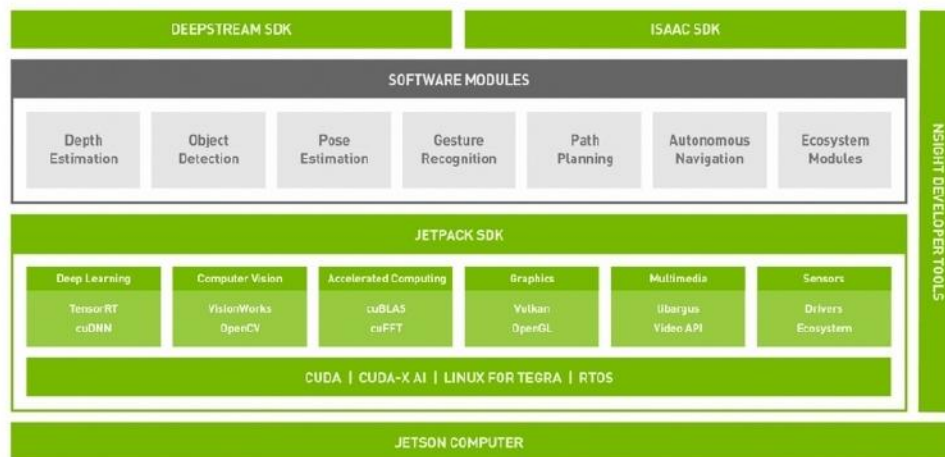 DEEPSTREAM SDK
ISAAC SDK
SOFTWARE MODULES
Depth
Estimation
Object
Detection
Pose
Estimation
Gesture
Recognition
Path
Planning
Autonomous
Navigation
Ecosystem
Modules
JETPACK SDK
Deep Learning
TensorRT
cuDNN
Computer Vision
VisionWorks
OpenCV
Accelerated Computing
cuBLAS
cuFFT
Graphics
Vulkan
OpenGL
Multimedia
libargus
Video API
Sensors
Drivers
Ecosystem
CUDA | CUDA-X AI | LINUX FOR TEGRA | RTOS
JETSON COMPUTER
NSIGHT DEVELOPER TOOLS